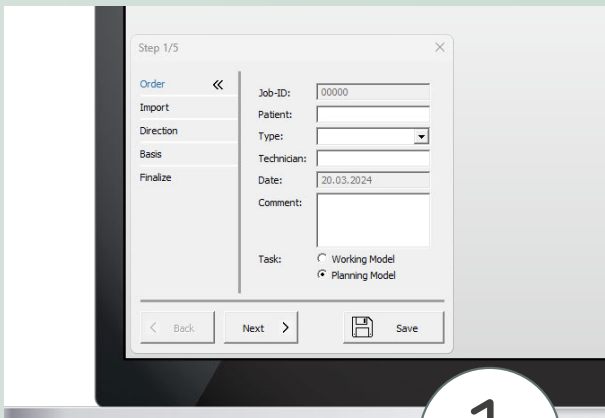 Step 1/5
Order
Import
Direction
Basis
Finalize
Job-ID: 00000
Patient:
Type:
Technician:
Date: 20.03.2024
Comment:
Task: Working Model
Planning Model
< Back
Next >
Save
1